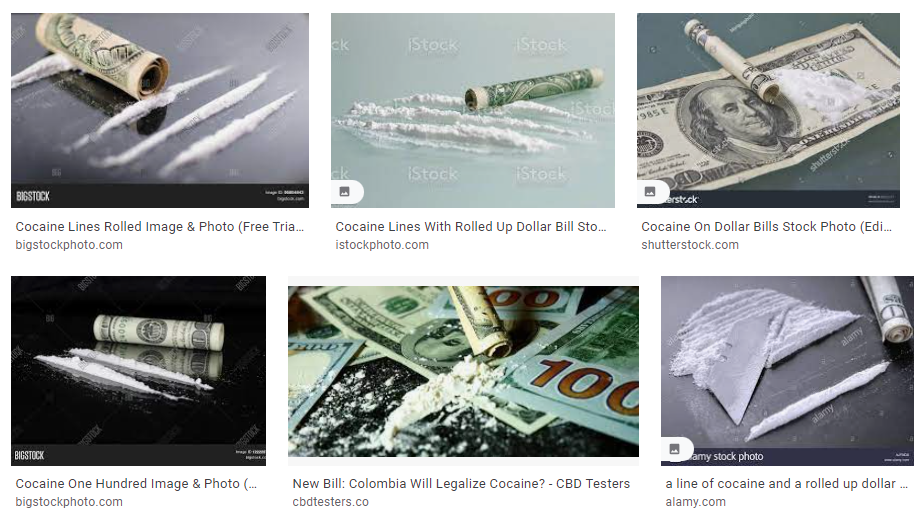 iStock
iStock
iStock
iStock
shutterstock
BIGSTOCK
Cocaine Lines Rolled Image & Photo (Free Tria...
bigstockphoto.com
Cocaine Lines With Rolled Up Dollar Bill Sto...
istockphoto.com
Cocaine On Dollar Bills Stock Photo (Edi...
shutterstock.com
100
alamy
alamy
BIGSTOCK
alamy stock photo
Cocaine One Hundred Image & Photo (...
bigstockphoto.com
New Bill: Colombia Will Legalize Cocaine? - CBD Testers
cbdtesters.co
a line of cocaine and a rolled up dollar ...
alamy.com